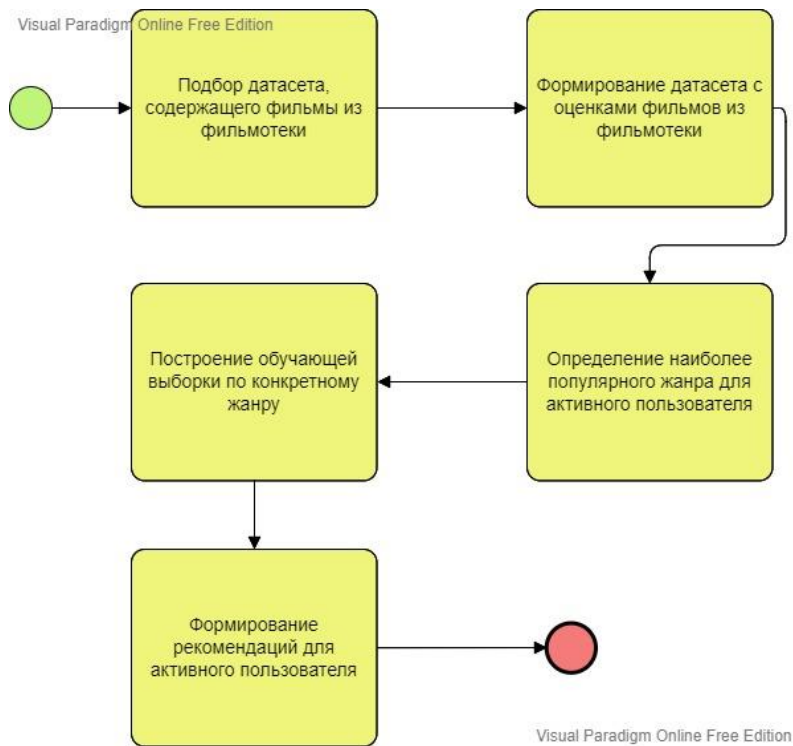 Visual Paradigm Online Free Edition
Подбор датасета,
содержащего фильмы из
фильмотеки
Формирование датасета с
оценками фильмов из
фильмотеки
Определение наиболее
популярного жанра для
активного пользователя
Построение обучающей
выборки по конкретному
жанру
Формирование
рекомендаций для
активного пользователя
Visual Paradigm Online Free Edition